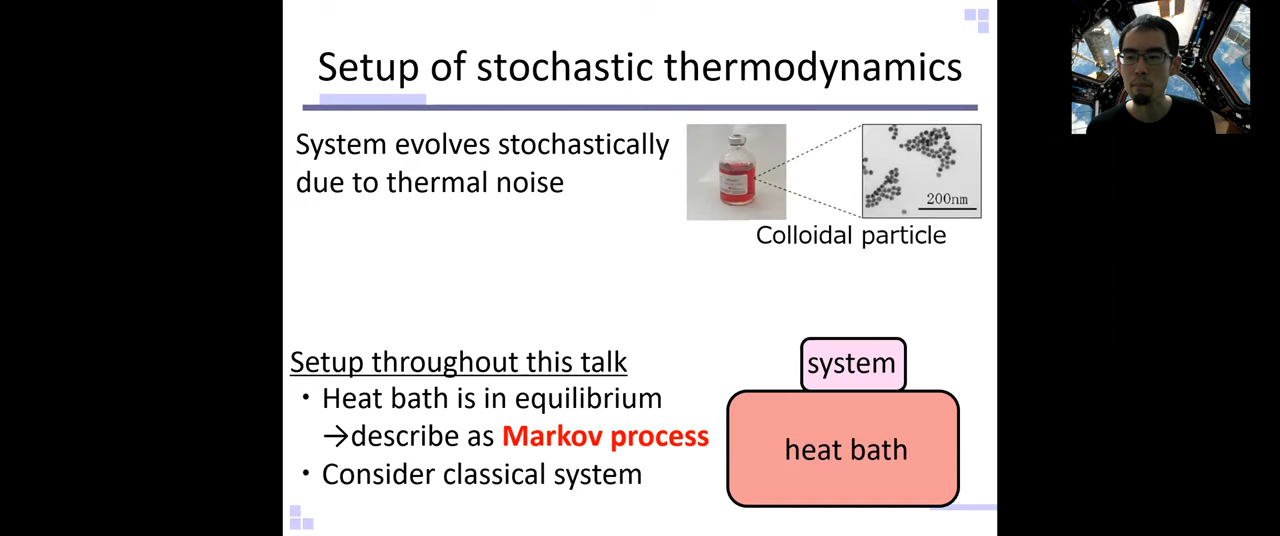 Setup of stochastic thermodynamics
System evolves stochastically
due to thermal noise
200nm
Colloidal particle
Setup throughout this talk
・Heat bath is in equilibrium
→describe as Markov process
・Consider classical system
system
heat bath